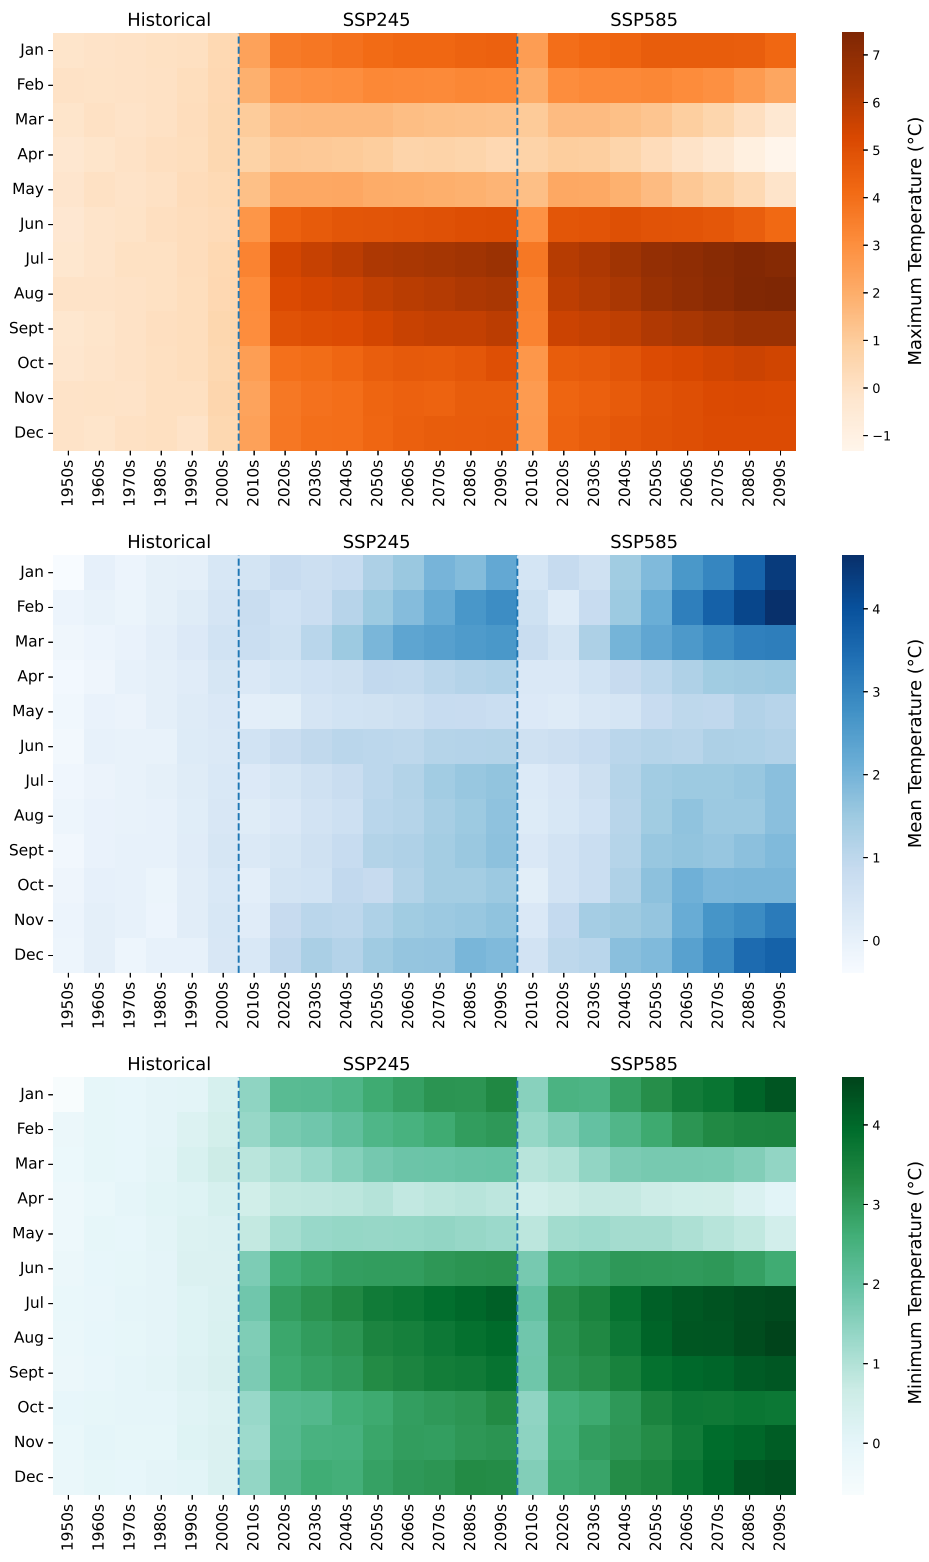 Historical SSP245 SSP585
Jan
Feb
Mar
Apr
May
Jun
Jul
Aug
Sept
Oct
Nov
Dec
1950s 1960s 1970s 1980s 1990s 2000s 2010s 2020s 2030s 2040s 2050s 2060s 2070s 2080s 2090s 2010s 2020s 2030s 2040s 2050s 2060s 2070s 2080s 2090s
7
6
5
4
3
2
1
0
−1
Maximum Temperature (°C)
Historical SSP245 SSP585
Jan
Feb
Mar
Apr
May
Jun
Jul
Aug
Sept
Oct
Nov
Dec
1950s 1960s 1970s 1980s 1990s 2000s 2010s 2020s 2030s 2040s 2050s 2060s 2070s 2080s 2090s 2010s 2020s 2030s 2040s 2050s 2060s 2070s 2080s 2090s
4
3
2
1
0
Mean Temperature (°C)
Historical SSP245 SSP585
Jan
Feb
Mar
Apr
May
Jun
Jul
Aug
Sept
Oct
Nov
Dec
1950s 1960s 1970s 1980s 1990s 2000s 2010s 2020s 2030s 2040s 2050s 2060s 2070s 2080s 2090s 2010s 2020s 2030s 2040s 2050s 2060s 2070s 2080s 2090s
4
3
2
1
0
Minimum Temperature (°C)